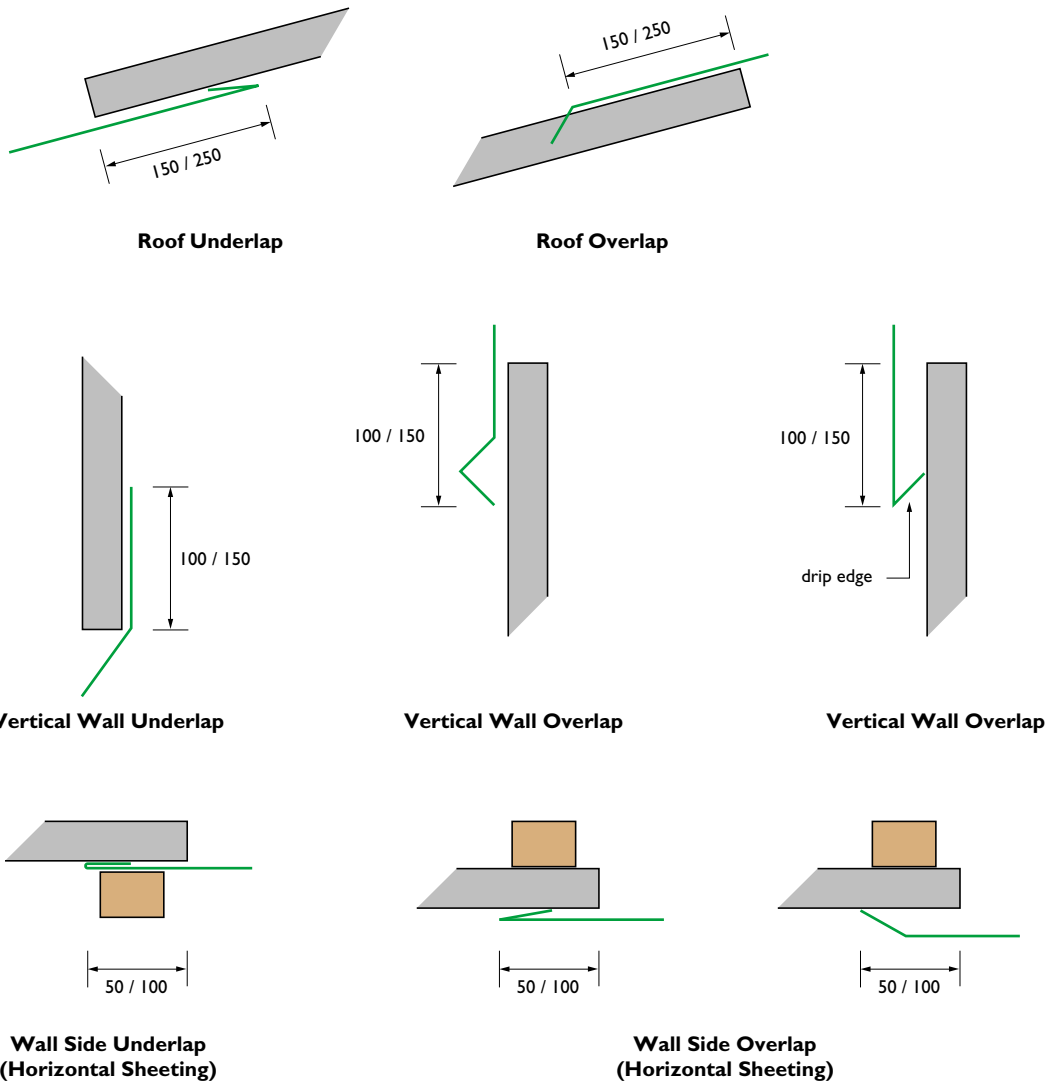 150 / 250
150 / 250
Roof Underlap
Roof Overlap
100 / 150
100 / 150
100 / 150
drip edge
Vertical Wall Underlap
Vertical Wall Overlap
Vertical Wall Overlap
50 / 100
50 / 100
50 / 100
Wall Side Underlap
(Horizontal Sheeting)
Wall Side Overlap
(Horizontal Sheeting)